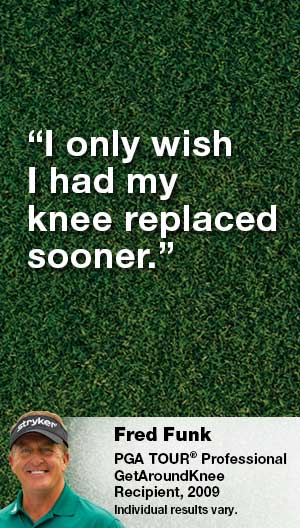 “I only wish
I had my
knee replaced
sooner.”
stryker
Fred Funk
PGA TOUR® Professional
GetAroundKnee
Recipient, 2009
Individual results vary.